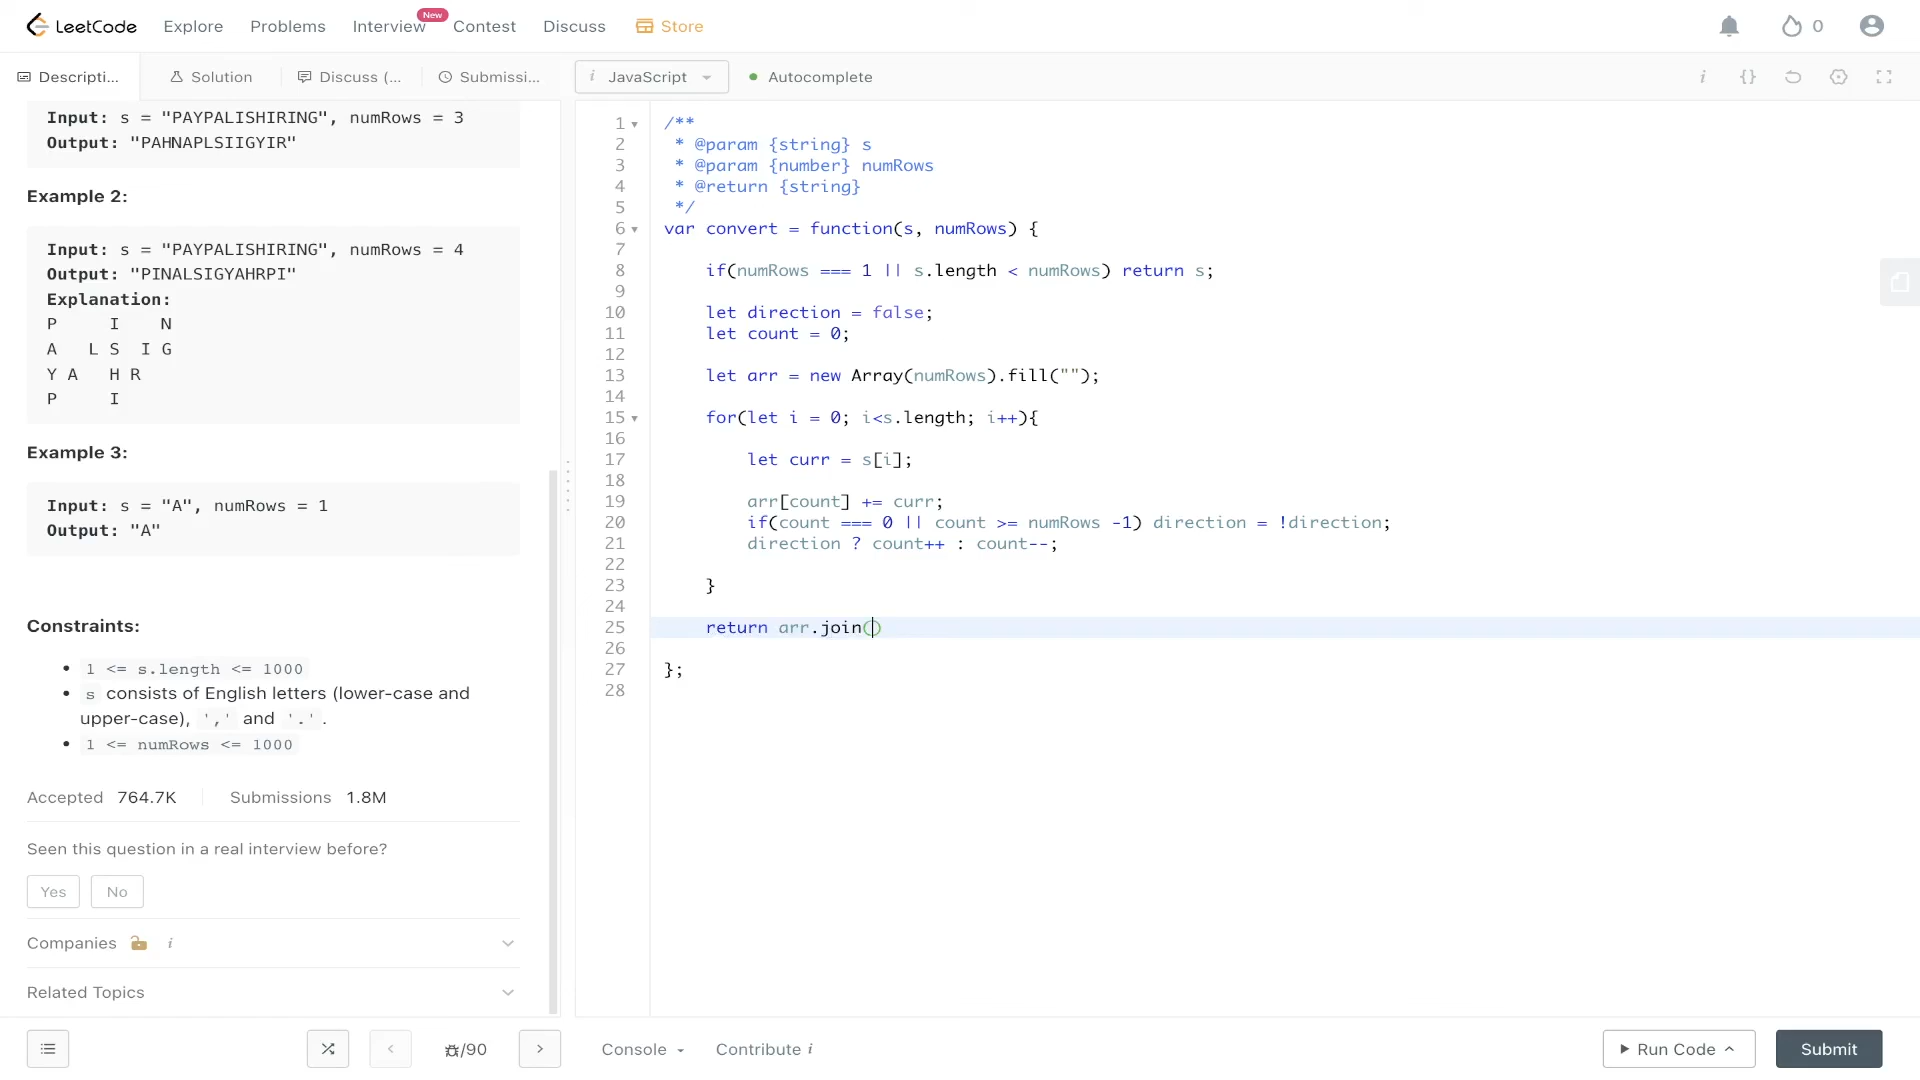 LeetCode Explore Problems Interview New Contest Discuss Store 0
Descripti... Solution Discuss (... Submissi... i JavaScript Autocomplete i {}
Input: s = "PAYPALISHIRING", numRows = 3
Output: "PAHNAPLSIIGYIR"
Example 2:
Input: s = "PAYPALISHIRING", numRows = 4
Output: "PINALSIGYAHRPI"
Explanation:
P     I    N
A   L S  I G
Y A   H R
P     I
Example 3:
Input: s = "A", numRows = 1
Output: "A"
Constraints:
• 1 <= s.length <= 1000
• s consists of English letters (lower-case and
upper-case), ',' and '.'.
• 1 <= numRows <= 1000
Accepted 764.7K Submissions 1.8M
Seen this question in a real interview before?
Yes No
Companies i
Related Topics
/90
1 /**
2  * @param {string} s
3  * @param {number} numRows
4  * @return {string}
5  */
6 var convert = function(s, numRows) {
7
8     if(numRows === 1 || s.length < numRows) return s;
9
10     let direction = false;
11     let count = 0;
12
13     let arr = new Array(numRows).fill("");
14
15     for(let i = 0; i<s.length; i++){
16
17         let curr = s[i];
18
19         arr[count] += curr;
20         if(count === 0 || count >= numRows -1) direction = !direction;
21         direction ? count++ : count--;
22
23     }
24
25     return arr.join()
26
27 };
28
Console Contribute i Run Code Submit